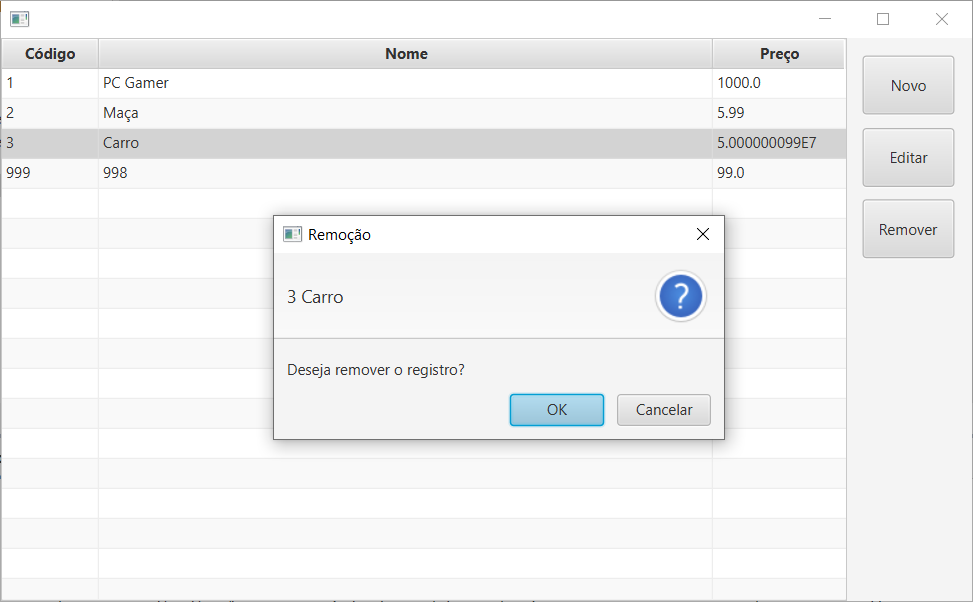 Código Nome Preço
1 PC Gamer 1000.0
2 Maça 5.99
3 Carro 5.000000099E7
999 998 99.0
Novo
Editar
Remover
Remoção
3 Carro
?
Deseja remover o registro?
OK Cancelar